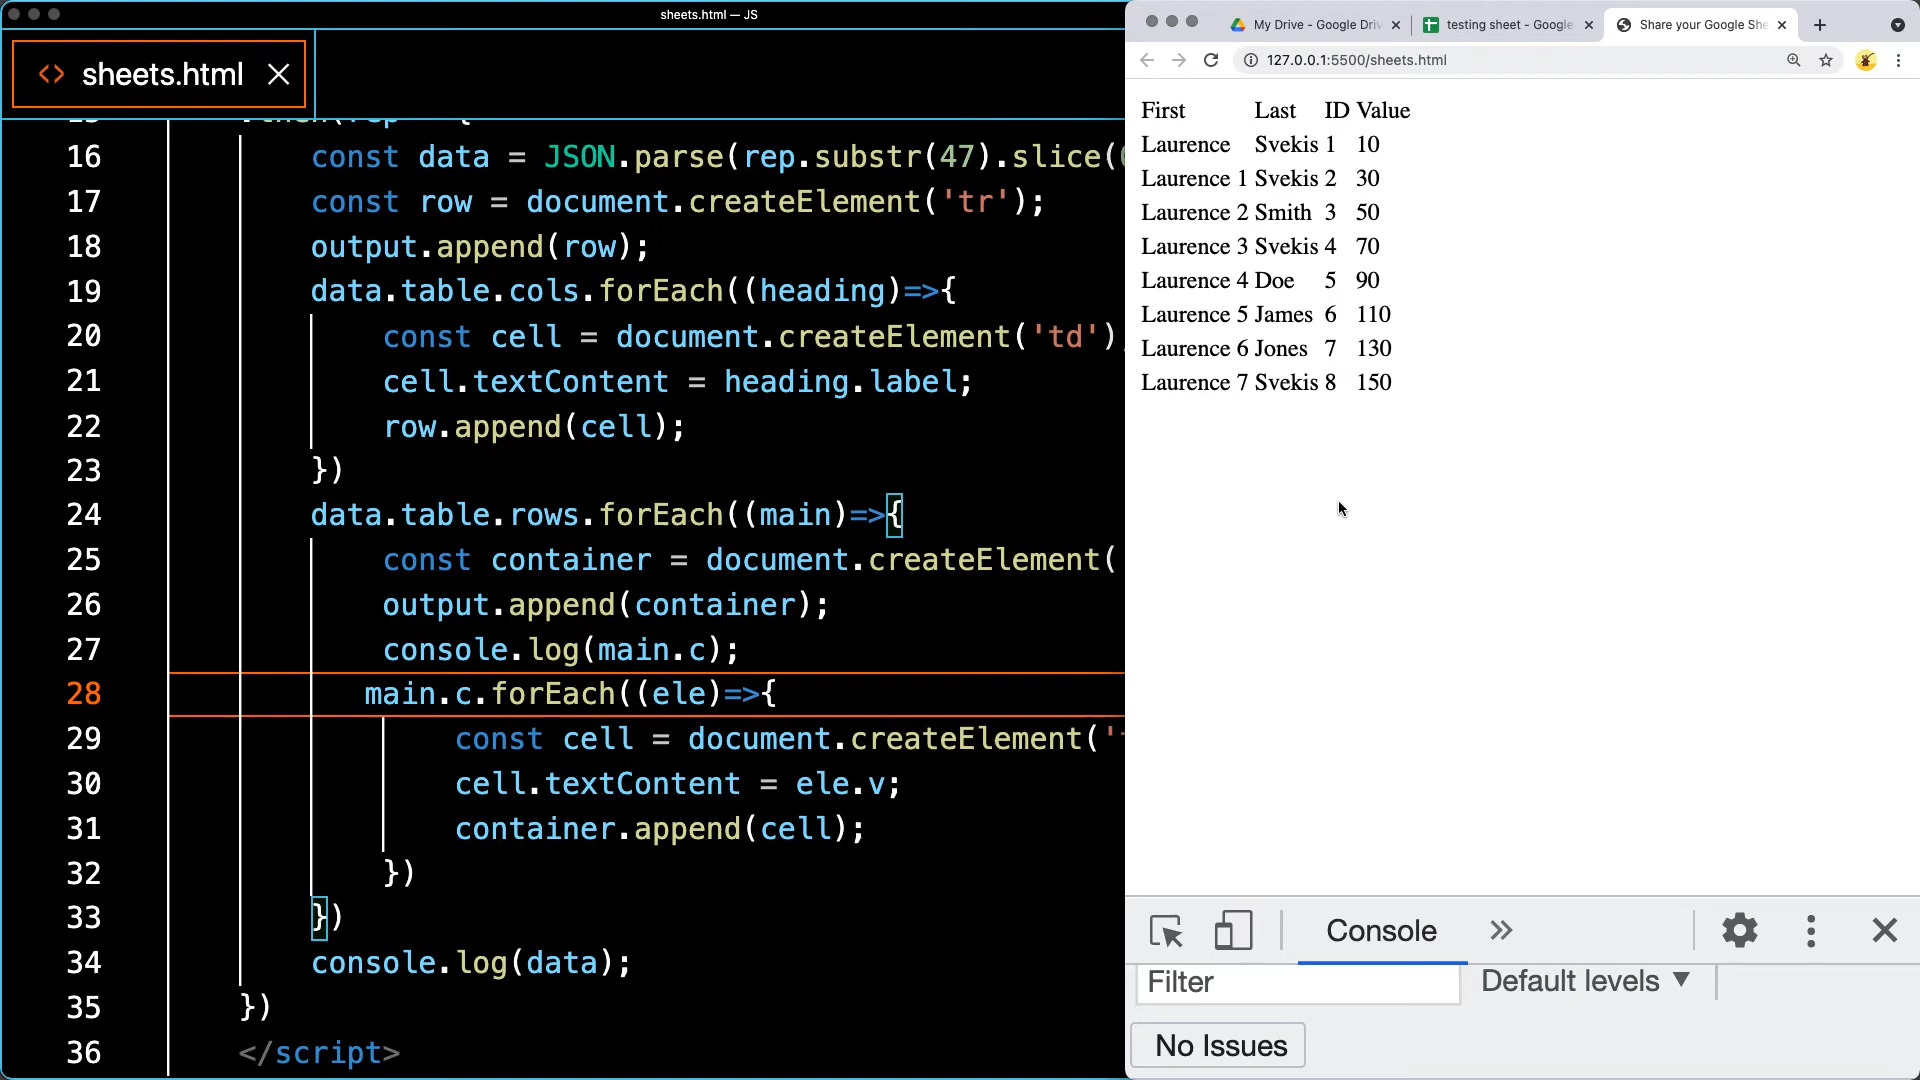 sheets.html — JS
<> sheets.html
16 const data = JSON.parse(rep.substr(47).slice(
17 const row = document.createElement('tr');
18 output.append(row);
19 data.table.cols.forEach((heading)=>{
20 const cell = document.createElement('td')
21 cell.textContent = heading.label;
22 row.append(cell);
23 })
24 data.table.rows.forEach((main)=>{
25 const container = document.createElement(
26 output.append(container);
27 console.log(main.c);
28 main.c.forEach((ele)=>{
29 const cell = document.createElement('
30 cell.textContent = ele.v;
31 container.append(cell);
32 })
33 })
34 console.log(data);
35 })
36 </script>
My Drive - Google Driv
testing sheet - Google
Share your Google She
127.0.0.1:5500/sheets.html
First Last ID Value
Laurence Svekis 1 10
Laurence 1 Svekis 2 30
Laurence 2 Smith 3 50
Laurence 3 Svekis 4 70
Laurence 4 Doe 5 90
Laurence 5 James 6 110
Laurence 6 Jones 7 130
Laurence 7 Svekis 8 150
Console
Filter
Default levels ▼
No Issues